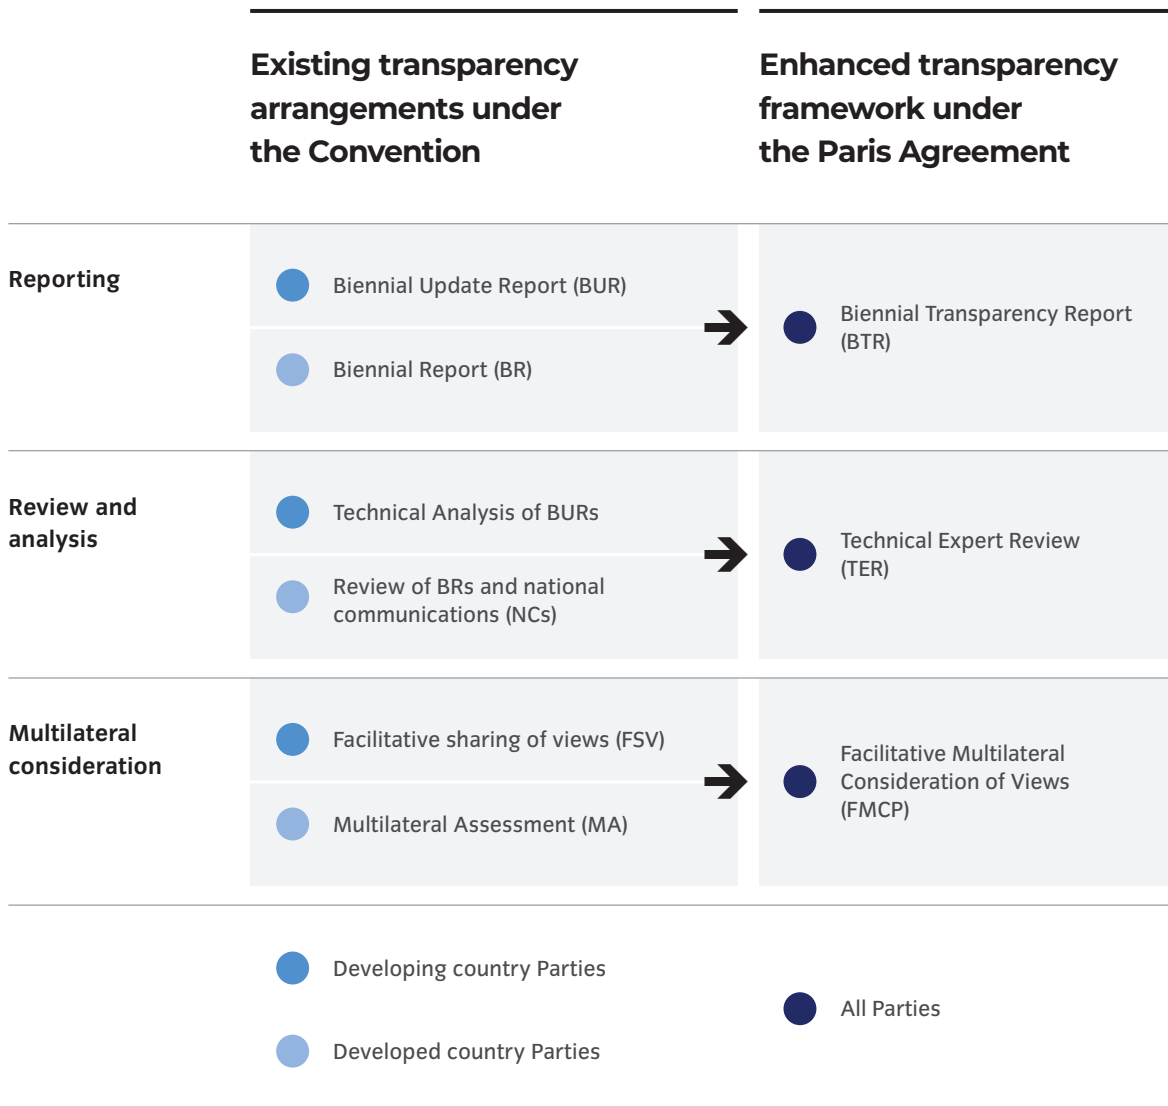 Existing transparency
arrangements under
the Convention
Enhanced transparency
framework under
the Paris Agreement
Reporting
Biennial Update Report (BUR)
Biennial Report (BR)
Biennial Transparency Report
(BTR)
Review and
analysis
Technical Analysis of BURs
Review of BRs and national
communications (NCs)
Technical Expert Review
(TER)
Multilateral
consideration
Facilitative sharing of views (FSV)
Multilateral Assessment (MA)
Facilitative Multilateral
Consideration of Views
(FMCP)
Developing country Parties
Developed country Parties
All Parties